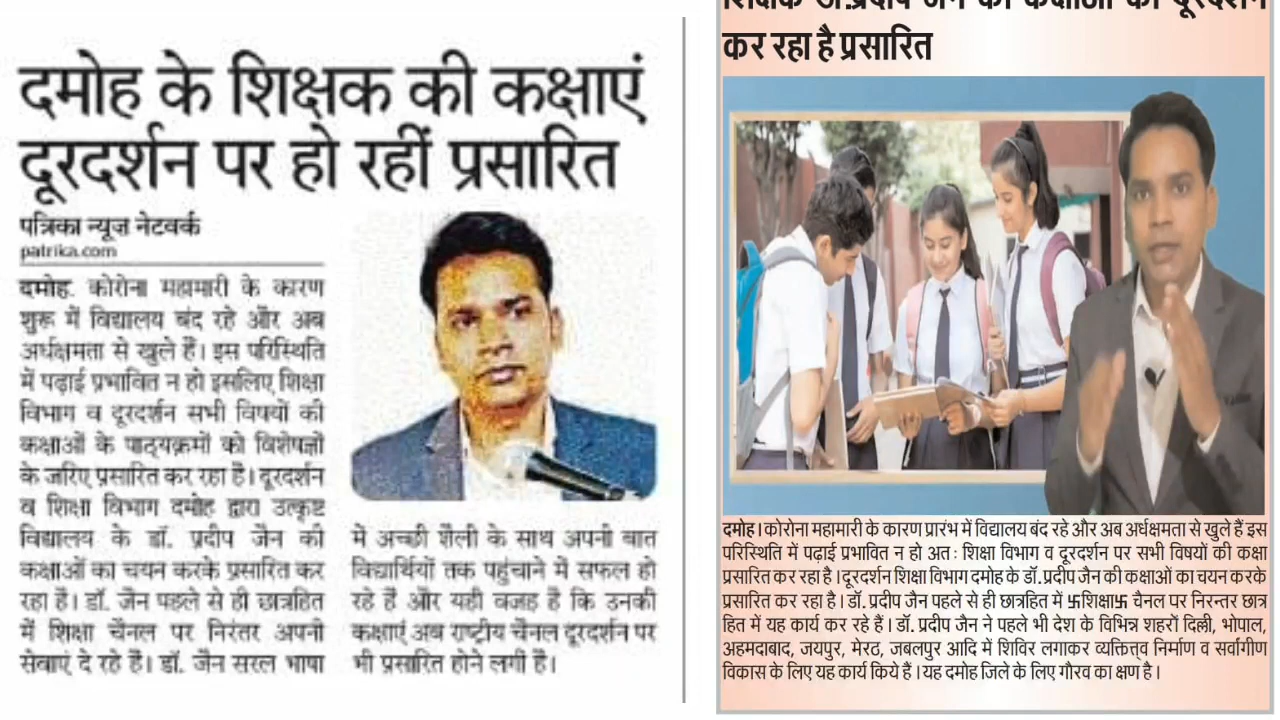 दमोह के शिक्षक की कक्षाएं
दूरदर्शन पर हो रहीं प्रसारित
पत्रिका न्यूज़ नेटवर्क
patrika.com
दमोह. कोरोना महामारी के कारण
शुरू में विद्यालय बंद रहे और अब
अर्धक्षमता से खुले हैं। इस परिस्थिति
में पढ़ाई प्रभावित न हो इसलिए शिक्षा
विभाग व दूरदर्शन सभी विषयों की
कक्षाओं के पाठ्यक्रमों को विशेषज्ञों
के जरिए प्रसारित कर रहा है। दूरदर्शन
व शिक्षा विभाग दमोह द्वारा उत्कृष्ट
विद्यालय के डॉ. प्रदीप जैन की
कक्षाओं का चयन करके प्रसारित कर
रहा है। डॉ. जैन पहले से ही छात्रहित
में शिक्षा चैनल पर निरंतर अपनी
सेवाएं दे रहे हैं। डॉ. जैन सरल भाषा
में अच्छी शैली के साथ अपनी बात
विद्यार्थियों तक पहुंचाने में सफल हो
रहे हैं और यही वजह है कि उनकी
कक्षाएं अब राष्ट्रीय चैनल दूरदर्शन पर
भी प्रसारित होने लगी हैं।
शिक्षक डॉ.प्रदीप जैन की कक्षाओं को दूरदर्शन
कर रहा है प्रसारित
दमोह। कोरोना महामारी के कारण प्रारंभ में विद्यालय बंद रहे और अब अर्धक्षमता से खुले हैं इस
परिस्थिति में पढ़ाई प्रभावित न हो अतः शिक्षा विभाग व दूरदर्शन पर सभी विषयों की कक्षा
प्रसारित कर रहा है। दूरदर्शन शिक्षा विभाग दमोह के डॉ. प्रदीप जैन की कक्षाओं का चयन करके
प्रसारित कर रहा है। डॉ. प्रदीप जैन पहले से ही छात्रहित में 卐शिक्षा卐 चैनल पर निरन्तर छात्र
हित में यह कार्य कर रहे हैं। डॉ. प्रदीप जैन ने पहले भी देश के विभिन्न शहरों दिल्ली, भोपाल,
अहमदाबाद, जयपुर, मेरठ, जबलपुर आदि में शिविर लगाकर व्यक्तित्त्व निर्माण व सर्वागीण
विकास के लिए यह कार्य किये हैं। यह दमोह जिले के लिए गौरव का क्षण है।